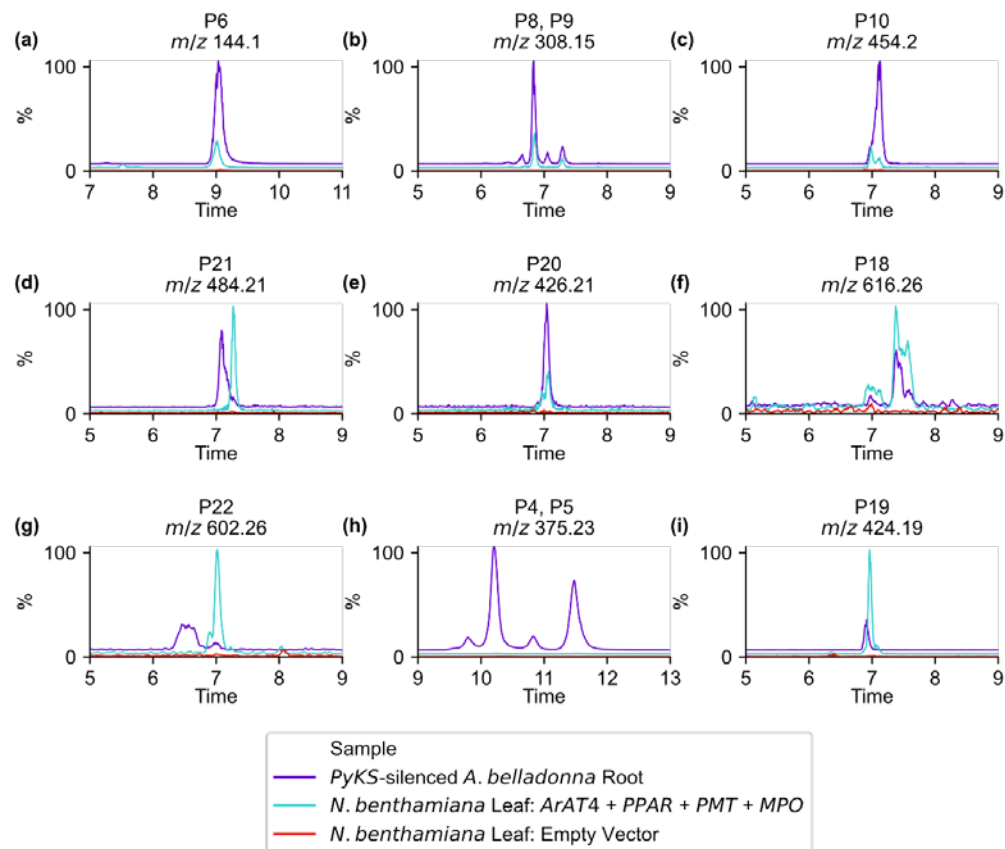 P6
(a) m/z 144.1
100
%
0
7 8 9 10 11
Time
P8, P9
(b) m/z 308.15
100
%
0
5 6 7 8 9
Time
P10
(c) m/z 454.2
100
%
0
5 6 7 8 9
Time
P21
(d) m/z 484.21
100
%
0
5 6 7 8 9
Time
P20
(e) m/z 426.21
100
%
0
5 6 7 8 9
Time
P18
(f) m/z 616.26
100
%
0
5 6 7 8 9
Time
P22
(g) m/z 602.26
100
%
0
5 6 7 8 9
Time
P4, P5
(h) m/z 375.23
100
%
0
9 10 11 12 13
Time
P19
(i) m/z 424.19
100
%
0
5 6 7 8 9
Time
Sample
PyKS-silenced A. belladonna Root
N. benthamiana Leaf: ArAT4 + PPAR + PMT + MPO
N. benthamiana Leaf: Empty Vector